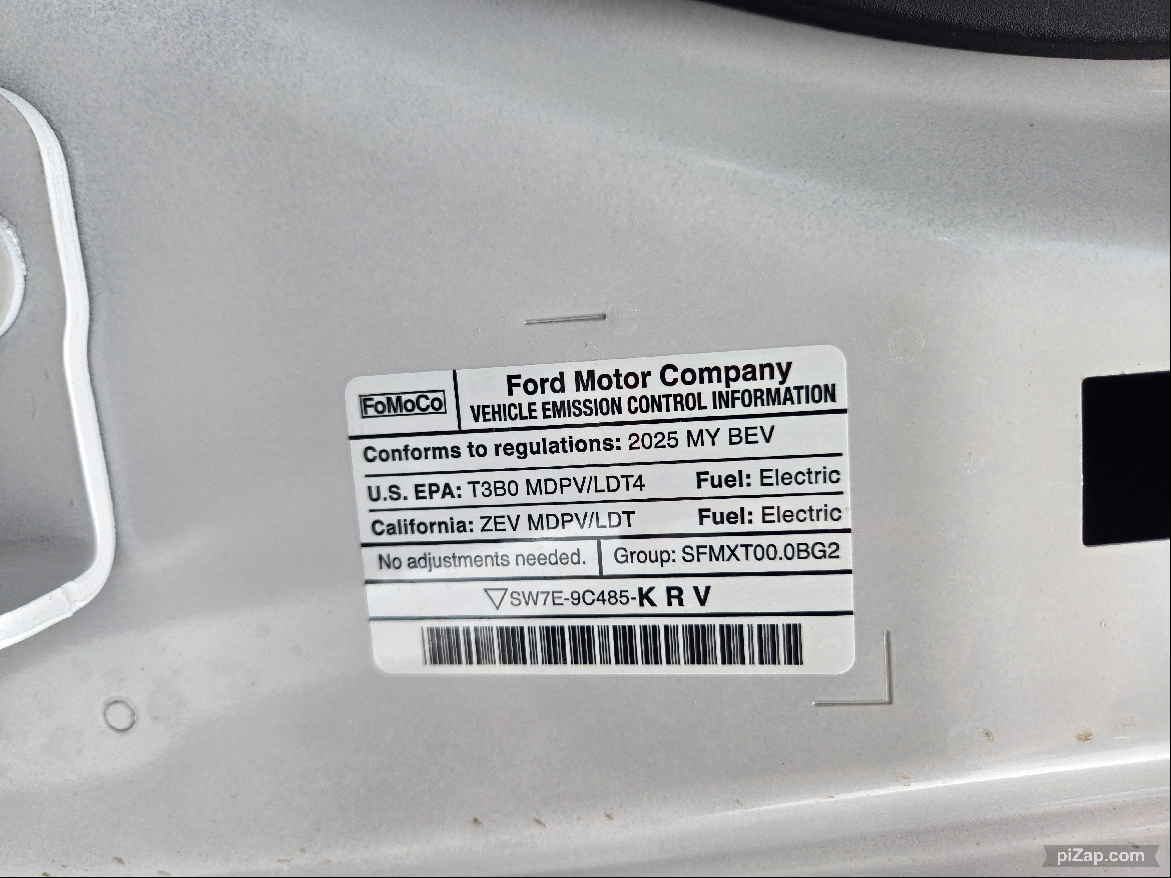 FoMoCo
Ford Motor Company
VEHICLE EMISSION CONTROL INFORMATION
Conforms to regulations: 2025 MY BEV
U.S. EPA: T3B0 MDPV/LDT4 Fuel: Electric
California: ZEV MDPV/LDT Fuel: Electric
No adjustments needed. Group: SFMXT00.0BG2
▽SW7E-9C485-K R V
piZap.com